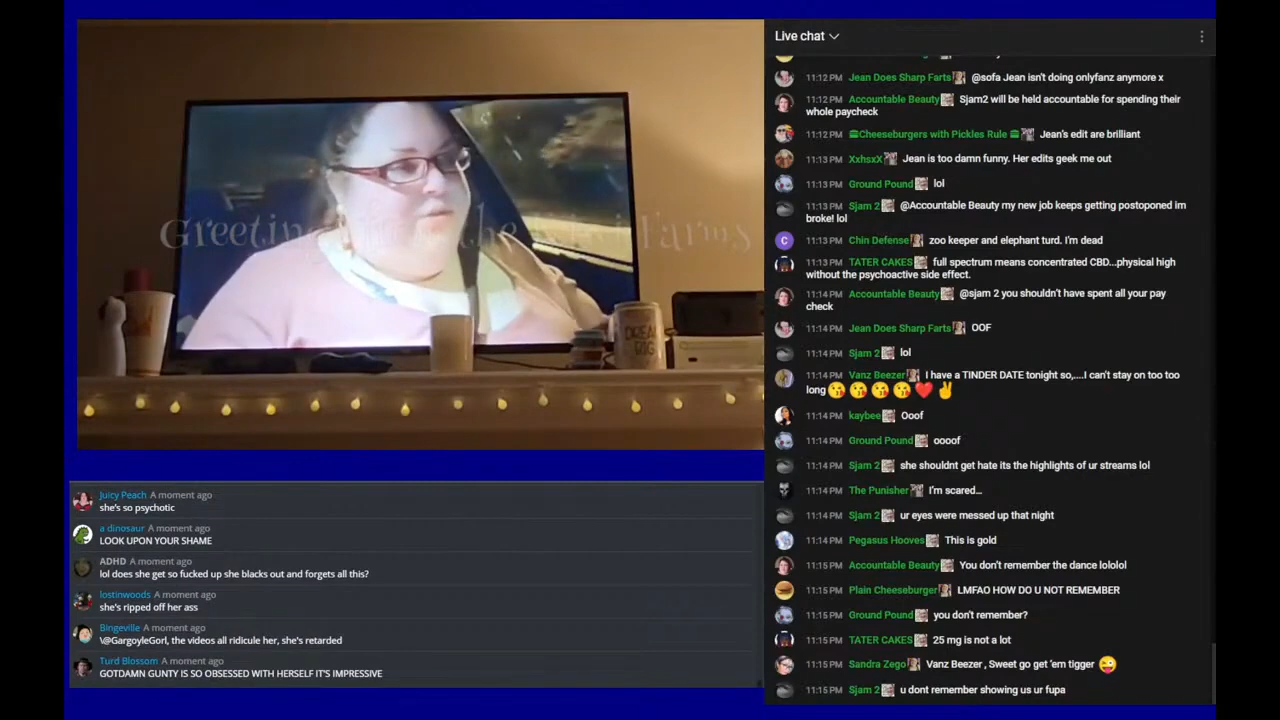 Greeting
Farms
DREAM
BIG
Juicy Peach A moment ago
she's so psychotic
a dinosaur A moment ago
LOOK UPON YOUR SHAME
ADHD A moment ago
lol does she get so fucked up she blacks out and forgets all this?
lostinwoods A moment ago
she's ripped off her ass
Bingeville A moment ago
\@GargoyleGorl, the videos all ridicule her, she's retarded
Turd Blossom A moment ago
GOTDAMN GUNTY IS SO OBSESSED WITH HERSELF IT'S IMPRESSIVE
Live chat
11:12 PM Jean Does Sharp Farts @sofa Jean isn't doing onlyfanz anymore x
11:12 PM Accountable Beauty Sjam2 will be held accountable for spending their
whole paycheck
11:12 PM 🍔Cheeseburgers with Pickles Rule 🍔 Jean's edit are brilliant
11:13 PM XxhsxX Jean is too damn funny. Her edits geek me out
11:13 PM Ground Pound lol
11:13 PM Sjam 2 @Accountable Beauty my new job keeps getting postoponed im
broke! lol
C
11:13 PM Chin Defense zoo keeper and elephant turd. I'm dead
11:13 PM TATER CAKES full spectrum means concentrated CBD...physical high
without the psychoactive side effect.
11:14 PM Accountable Beauty @sjam 2 you shouldn't have spent all your pay
check
11:14 PM Jean Does Sharp Farts OOF
11:14 PM Sjam 2 lol
11:14 PM Vanz Beezer I have a TINDER DATE tonight so,....I can't stay on too too
long😘😘😘😘❤️✌️
11:14 PM kaybee Ooof
11:14 PM Ground Pound oooof
11:14 PM Sjam 2 she shouldnt get hate its the highlights of ur streams lol
11:14 PM The Punisher I'm scared...
11:14 PM Sjam 2 ur eyes were messed up that night
11:14 PM Pegasus Hooves This is gold
11:15 PM Accountable Beauty You don't remember the dance lololol
11:15 PM Plain Cheeseburger LMFAO HOW DO U NOT REMEMBER
11:15 PM Ground Pound you don't remember?
11:15 PM TATER CAKES 25 mg is not a lot
11:15 PM Sandra Zego Vanz Beezer , Sweet go get 'em tigger 😜
11:15 PM Sjam 2 u dont remember showing us ur fupa